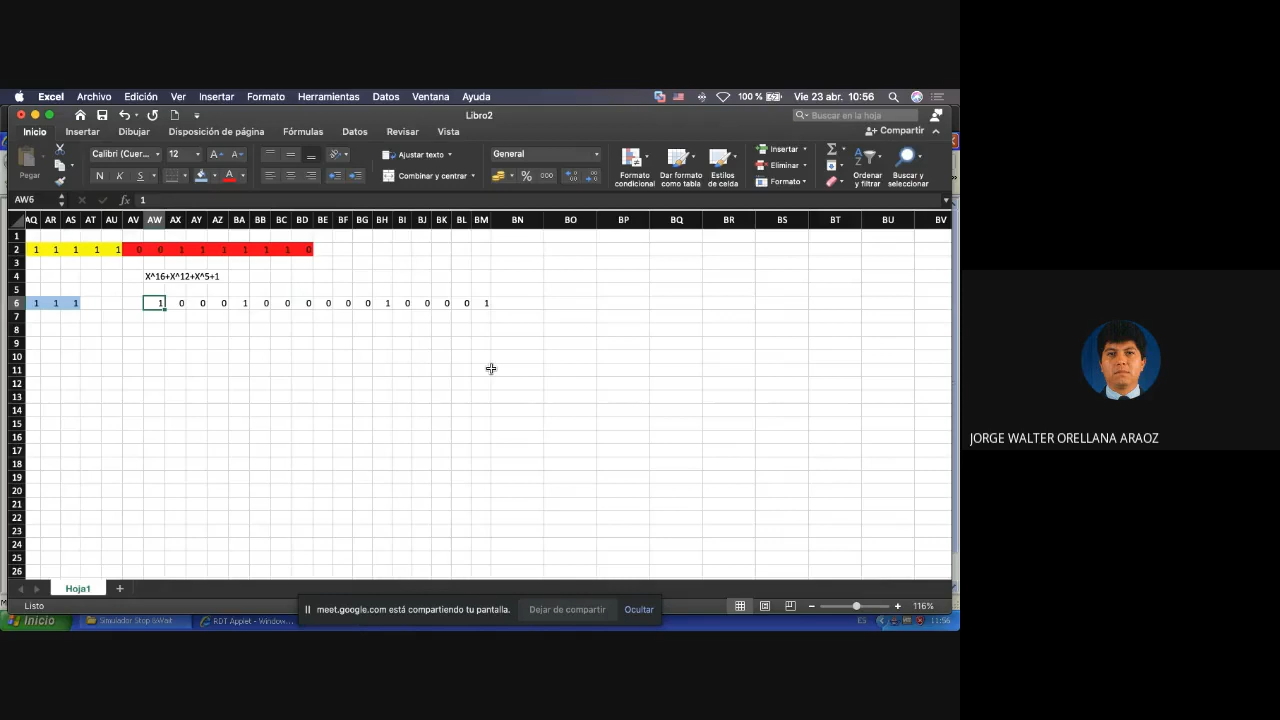 Excel Archivo Edición Ver Insertar Formato Herramientas Datos Ventana Ayuda 100 % Vie 23 abr. 10:56
Libro2
Buscar en la hoja
Inicio Insertar Dibujar Disposición de página Fórmulas Datos Revisar Vista Compartir
Pegar
Calibri (Cuer... 12
Ajustar texto
General
N K S
Combinar y centrar
% 000
Formato condicional
Dar formato como tabla
Estilos de celda
Insertar
Eliminar
Formato
Ordenar y filtrar
Buscar y seleccionar
AW6 fx 1
AQ AR AS AT AU AV AW AX AY AZ BA BB BC BD BE BF BG BH BI BJ BK BL BM BN BO BP BQ BR BS BT BU BV
1
2 1 1 1 1 1 0 0 1 1 1 1 1 1 0
3
4 X^16+X^12+X^5+1
5
6 1 1 1 1 0 0 0 1 0 0 0 0 0 0 1 0 0 0 0 1
7
8
9
10
11
12
13
14
15
16
17
18
19
20
21
22
23
24
25
26
Hoja1 +
Listo
116%
meet.google.com está compartiendo tu pantalla. Dejar de compartir Ocultar
Inicio Simulador Stop &Wait RDT Applet - Window... ES 11:56
JORGE WALTER ORELLANA ARAOZ